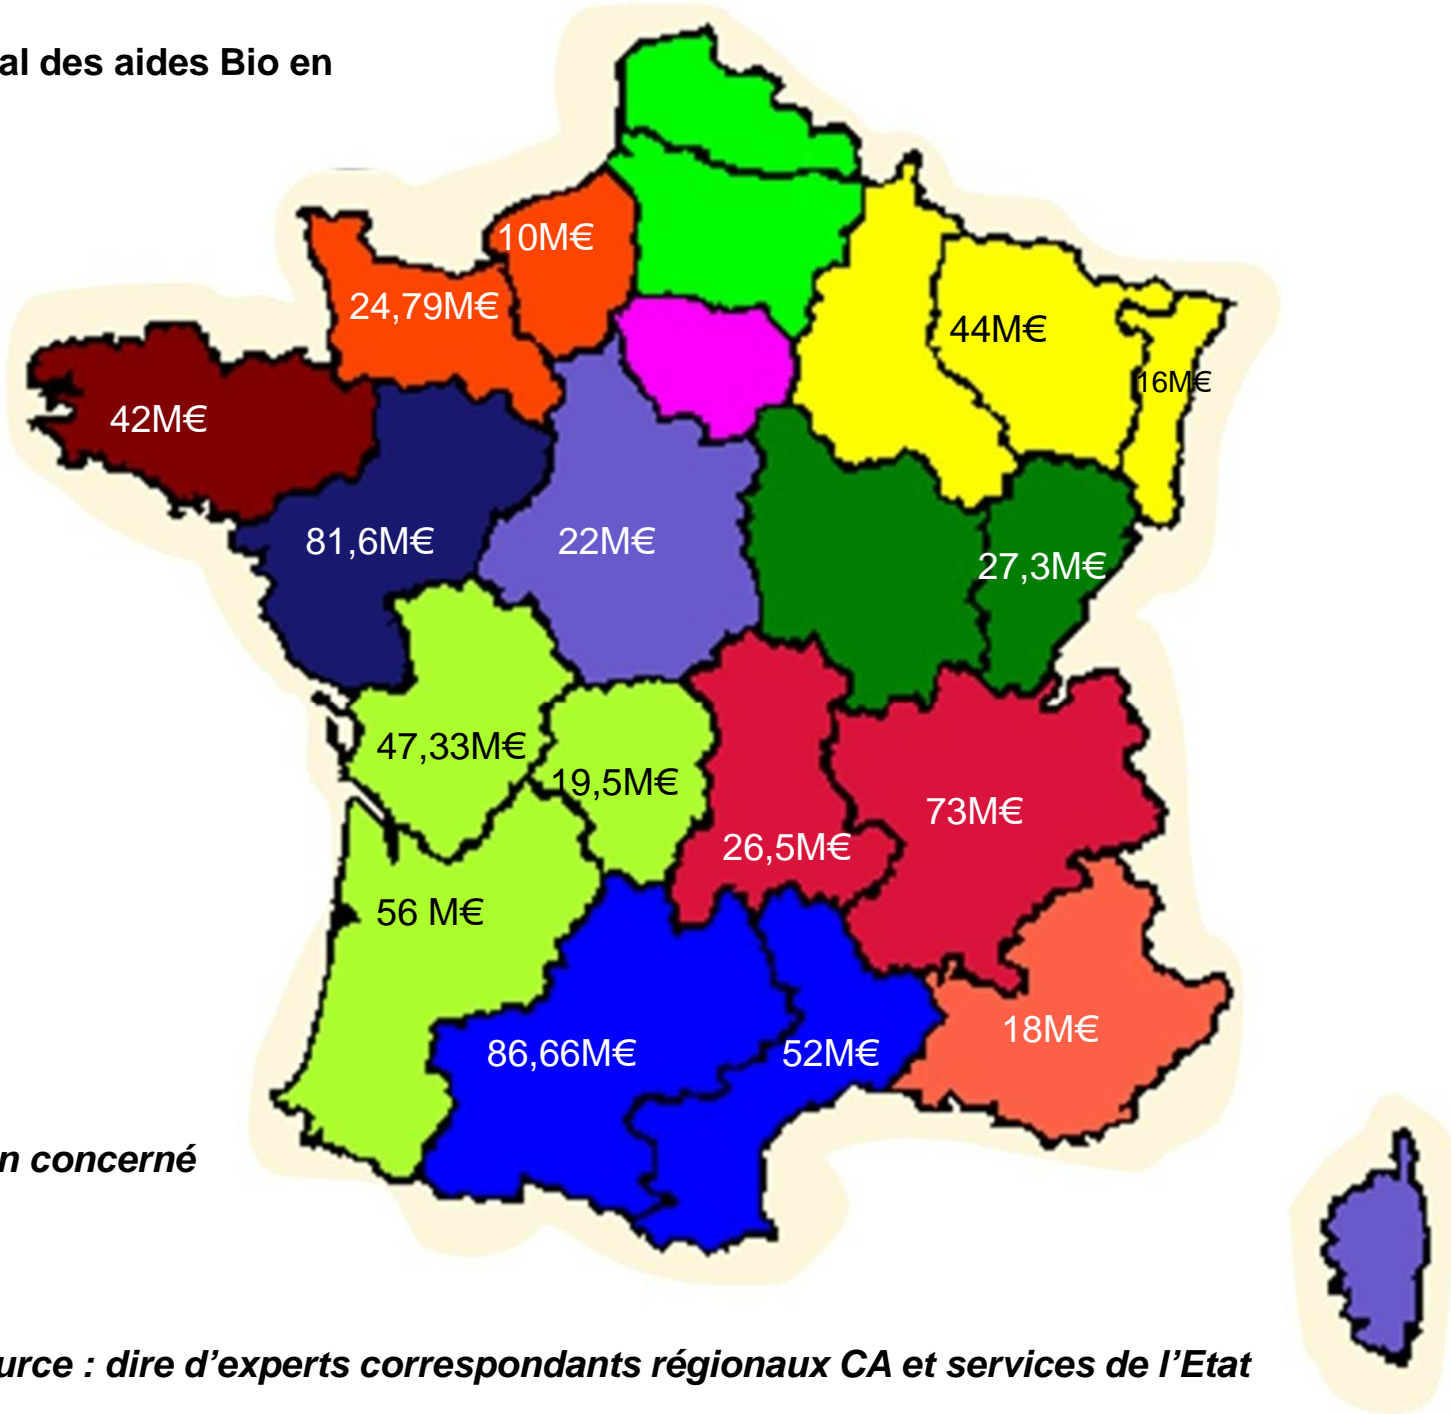 al des aides Bio en
10M€
24,79M€
44M€
16M€
42M€
81,6M€
22M€
27,3M€
47,33M€
19,5M€
73M€
26,5M€
56 M€
18M€
86,66M€
52M€
n concerné
urce : dire d’experts correspondants régionaux CA et services de l’Etat